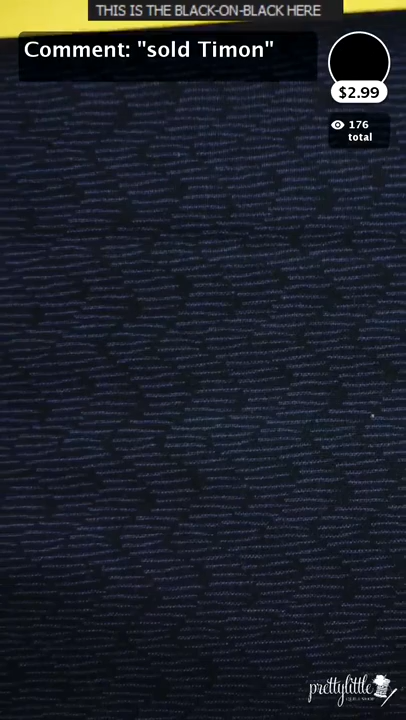 THIS IS THE BLACK-ON-BLACK HERE
Comment: "sold Timon"
$2.99
176
total
prettylittle